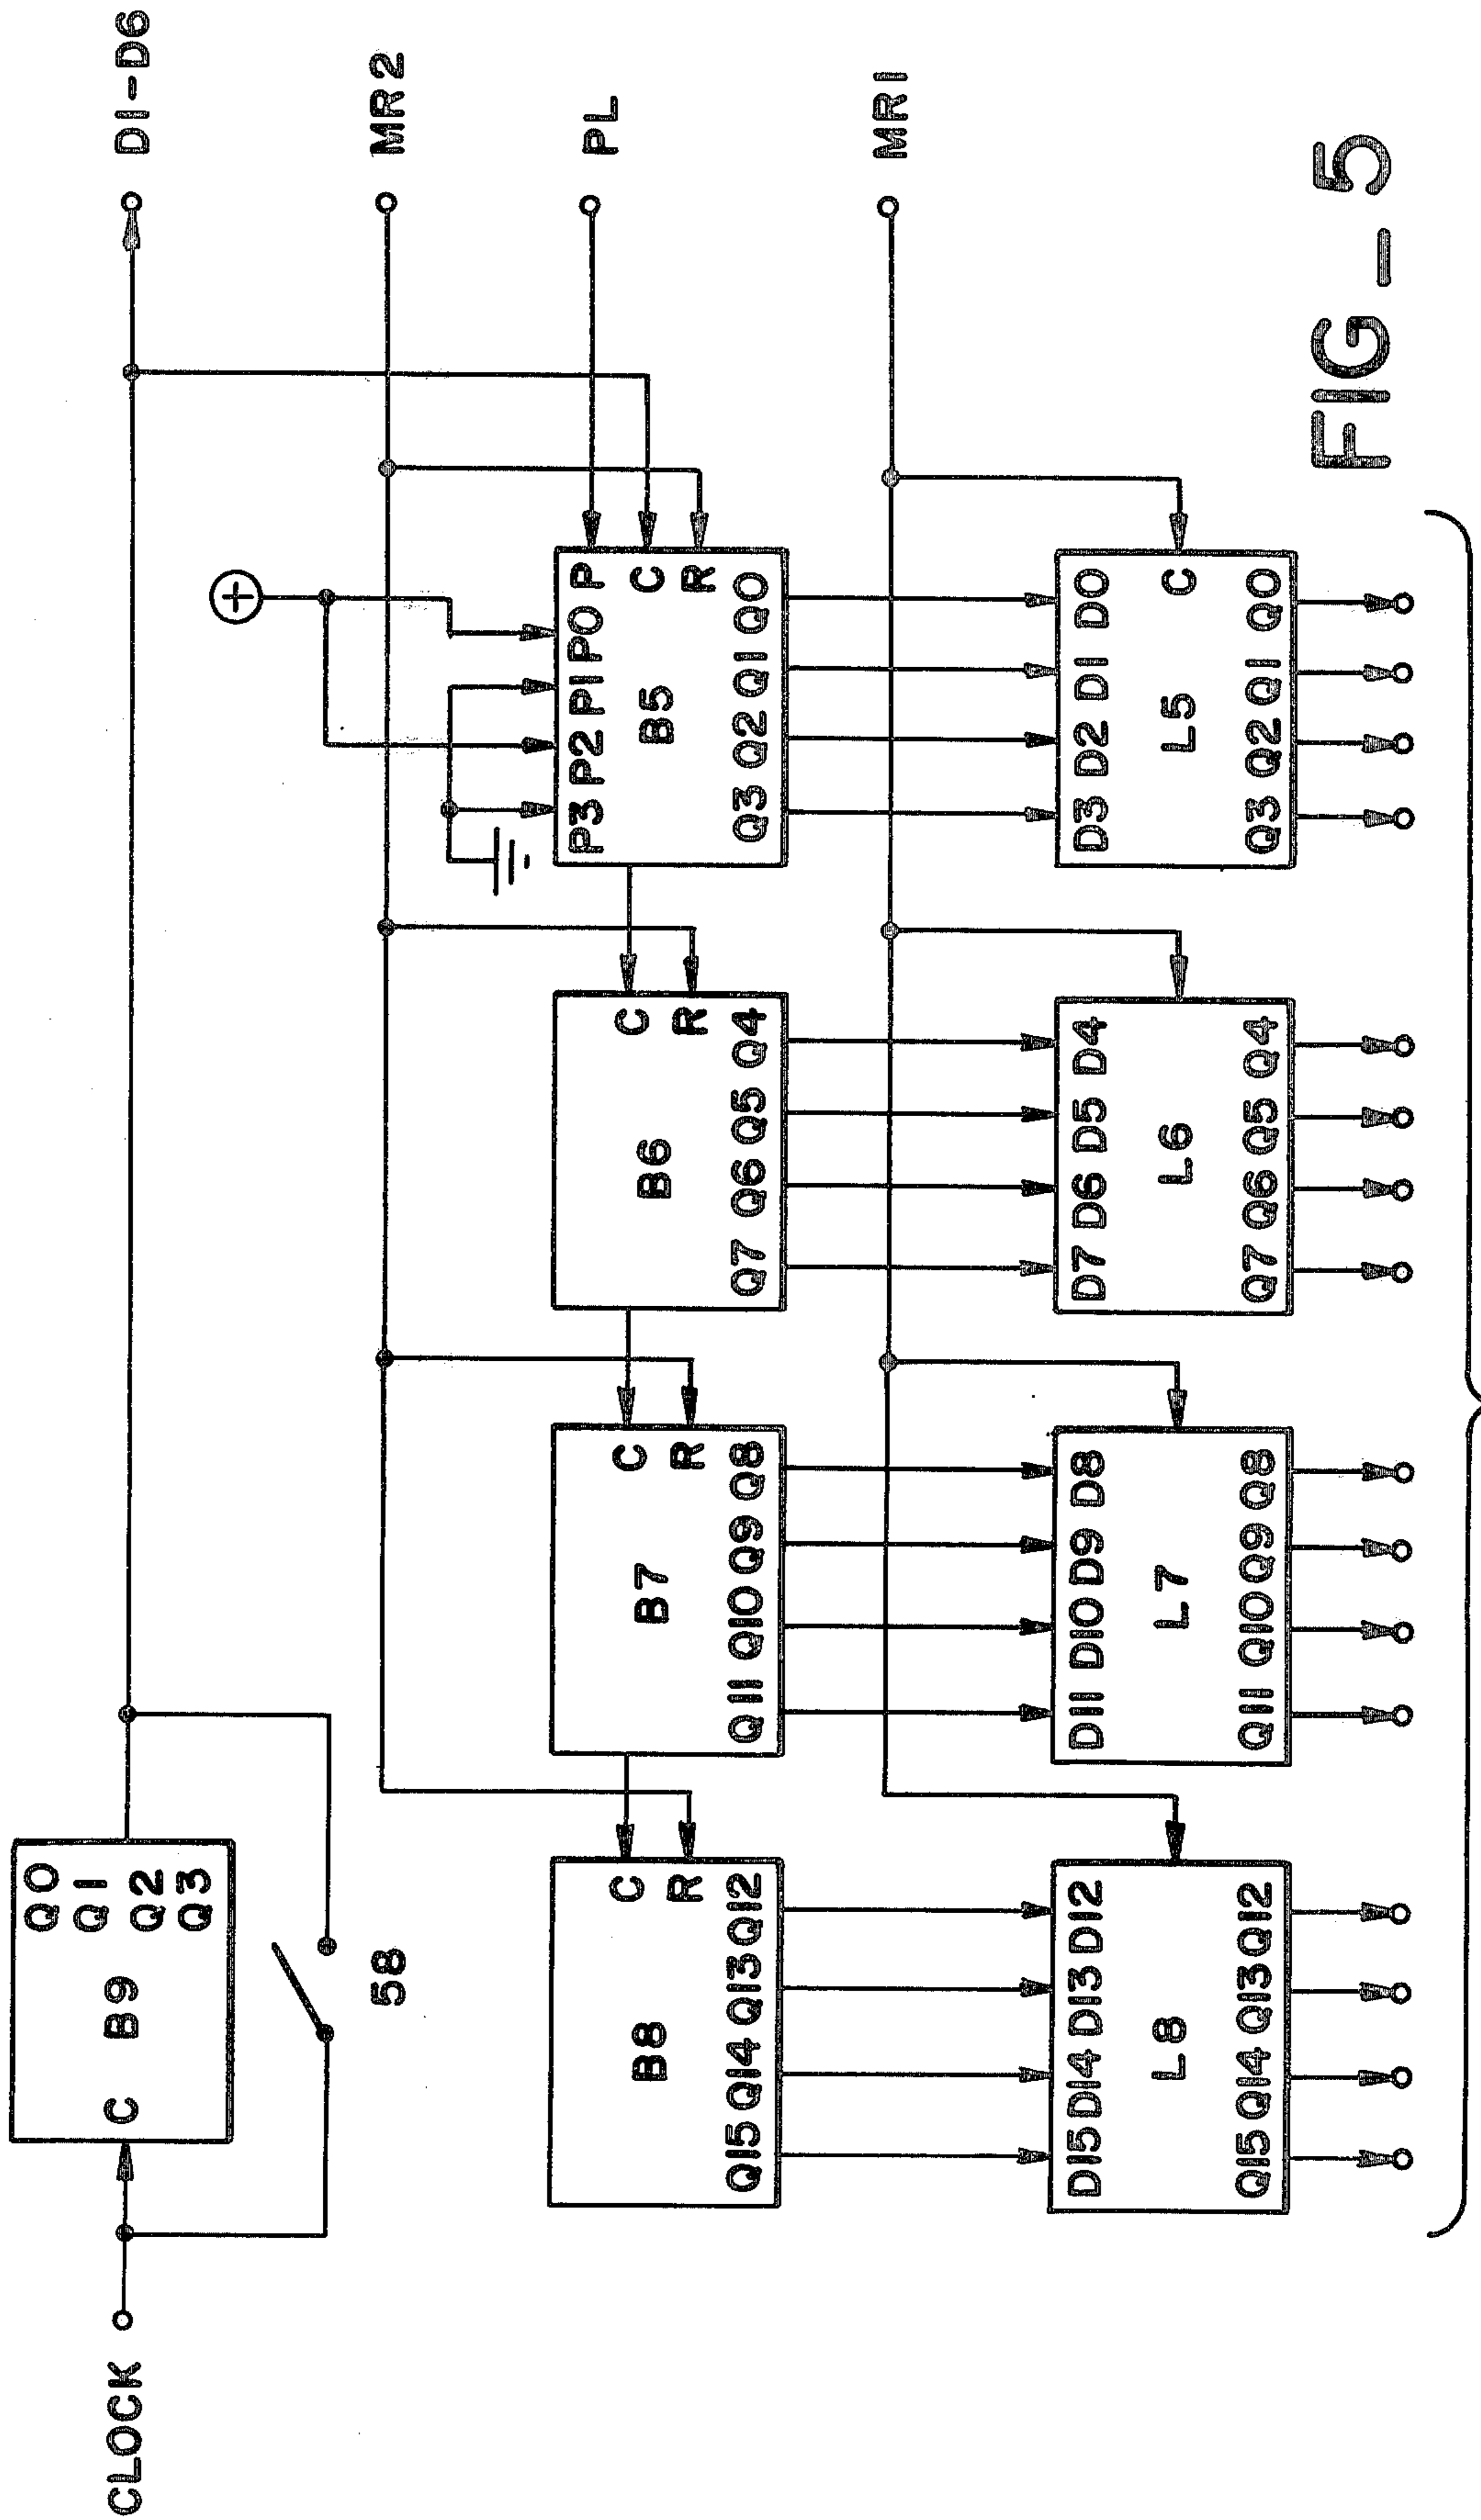 Q0
Q1
CLOCK C B9 D1-D6
Q2
Q3
58 MR2
P3 P2 P1 P0 P PL
C C C C
B8 B7 B6 B5
R R R R
Q15 Q14 Q13 Q12 Q11 Q10 Q9 Q8 Q7 Q6 Q5 Q4 Q3 Q2 Q1 Q0
MR1
D15 D14 D13 D12 D11 D10 D9 D8 D7 D6 D5 D4 D3 D2 D1 D0
L8 L7 L6 L5 C
Q15 Q14 Q13 Q12 Q11 Q10 Q9 Q8 Q7 Q6 Q5 Q4 Q3 Q2 Q1 Q0
FIG_5